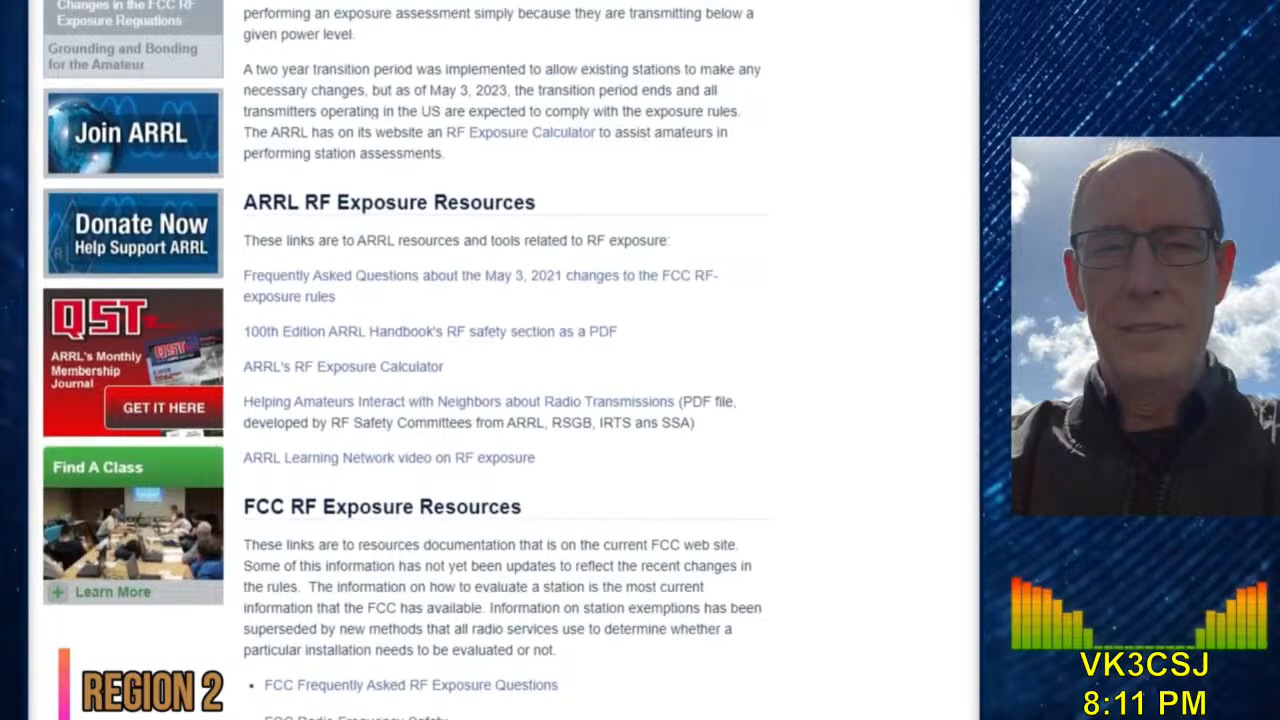 Changes in the FCC RF
Exposure Reguations
Grounding and Bonding
for the Amateur
Join ARRL
Donate Now
Help Support ARRL
QST
ARRL's Monthly
Membership
Journal
QST
GET IT HERE
Find A Class
Learn More
performing an exposure assessment simply because they are transmitting below a
given power level.
A two year transition period was implemented to allow existing stations to make any
necessary changes, but as of May 3, 2023, the transition period ends and all
transmitters operating in the US are expected to comply with the exposure rules.
The ARRL has on its website an RF Exposure Calculator to assist amateurs in
performing station assessments.
ARRL RF Exposure Resources
These links are to ARRL resources and tools related to RF exposure:
Frequently Asked Questions about the May 3, 2021 changes to the FCC RF-
exposure rules
100th Edition ARRL Handbook's RF safety section as a PDF
ARRL's RF Exposure Calculator
Helping Amateurs Interact with Neighbors about Radio Transmissions (PDF file,
developed by RF Safety Committees from ARRL, RSGB, IRTS ans SSA)
ARRL Learning Network video on RF exposure
FCC RF Exposure Resources
These links are to resources documentation that is on the current FCC web site.
Some of this information has not yet been updates to reflect the recent changes in
the rules. The information on how to evaluate a station is the most current
information that the FCC has available. Information on station exemptions has been
superseded by new methods that all radio services use to determine whether a
particular installation needs to be evaluated or not.
• FCC Frequently Asked RF Exposure Questions
FCC Radio Frequency Safety
REGION 2
VK3CSJ
8:11 PM